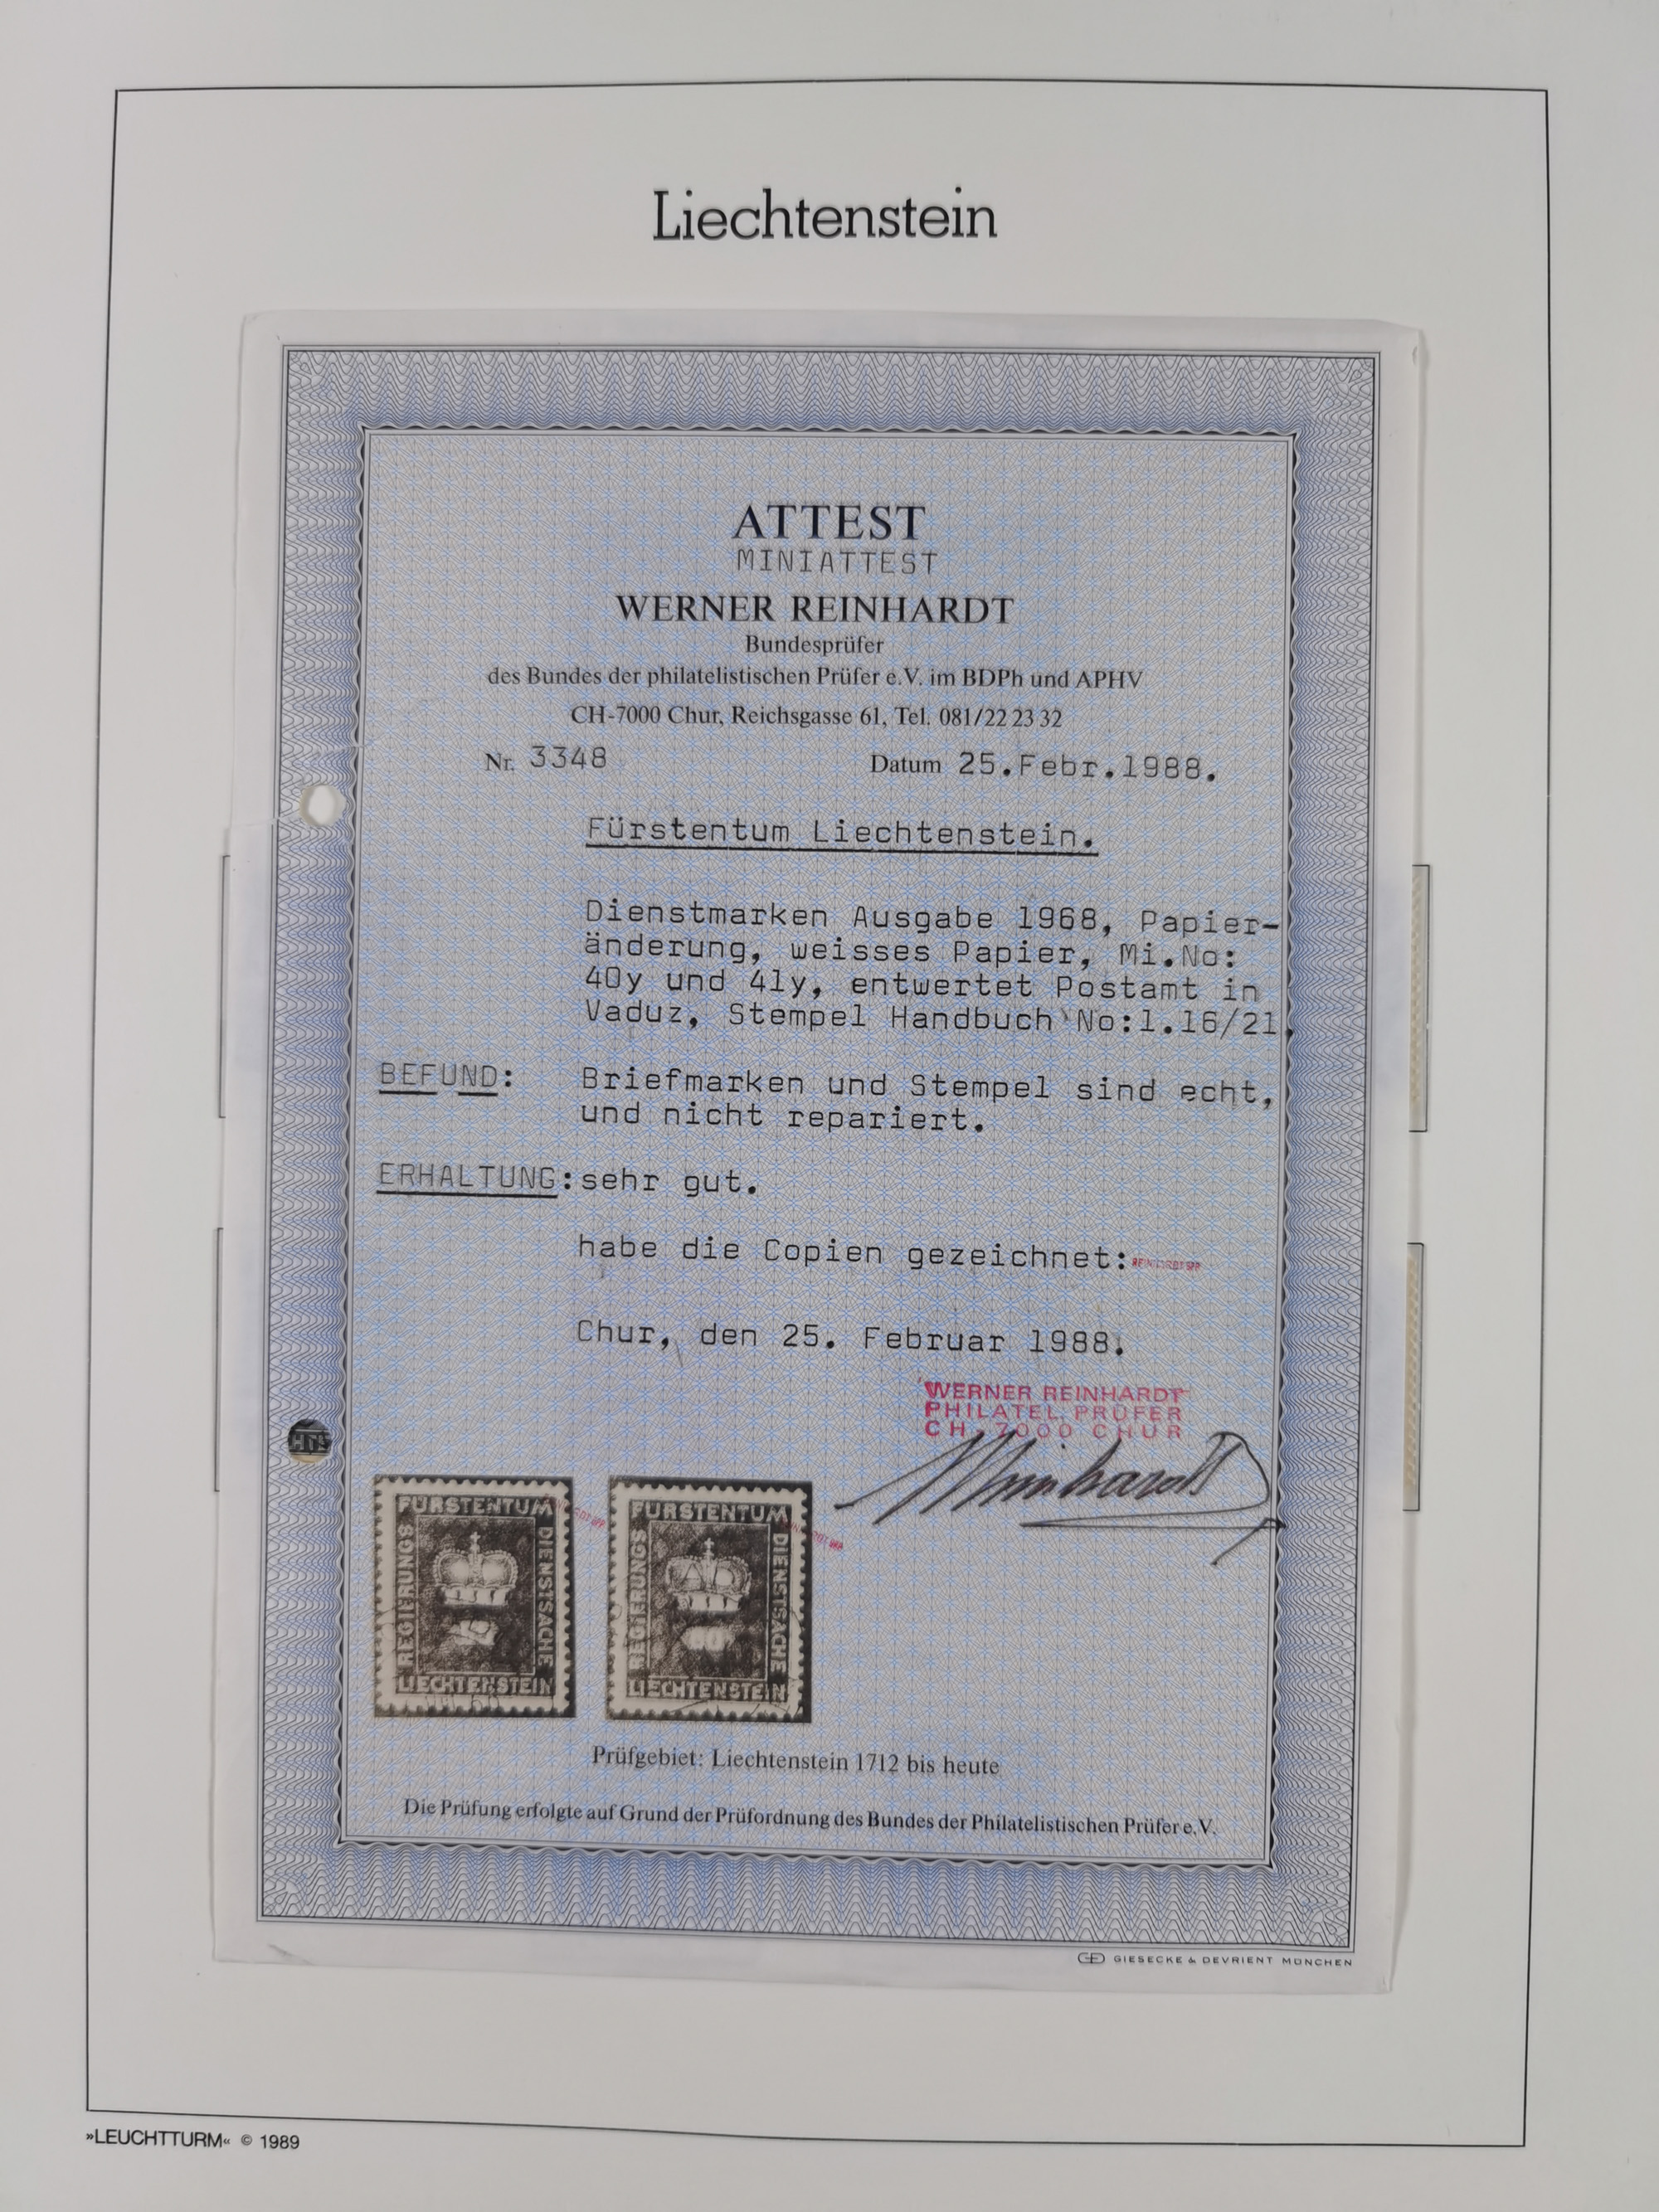 Liechtenstein
ATTEST
MINIATTEST
WERNER REINHARDT
Bundesprüfer
des Bundes der philatelistischen Prüfer e.V. im BDPh und APHV
CH-7000 Chur, Reichsgasse 61, Tel. 081/22 23 32
Nr. 3348 Datum 25.Febr.1988.
Fürstentum Liechtenstein.
Dienstmarken Ausgabe 1968, Papier-
änderung, weisses Papier, Mi.No:
40y und 41y, entwertet Postamt in
Vaduz, Stempel Handbuch No:1.16/21.
BEFUND: Briefmarken und Stempel sind echt,
und nicht repariert.
ERHALTUNG: sehr gut.
habe die Copien gezeichnet:
Chur, den 25. Februar 1988.
WERNER REINHARDT
PHILATEL. PRÜFER
CH-7000 CHUR
Reinhardt
FÜRSTENTUM
REGIERUNGS
DIENSTSACHE
LIECHTENSTEIN
FÜRSTENTUM
REGIERUNGS
DIENSTSACHE
LIECHTENSTEIN
Prüfgebiet: Liechtenstein 1712 bis heute
Die Prüfung erfolgte auf Grund der Prüfordnung des Bundes der Philatelistischen Prüfer e.V.
GIESECKE & DEVRIENT MÜNCHEN
»LEUCHTTURM« © 1989